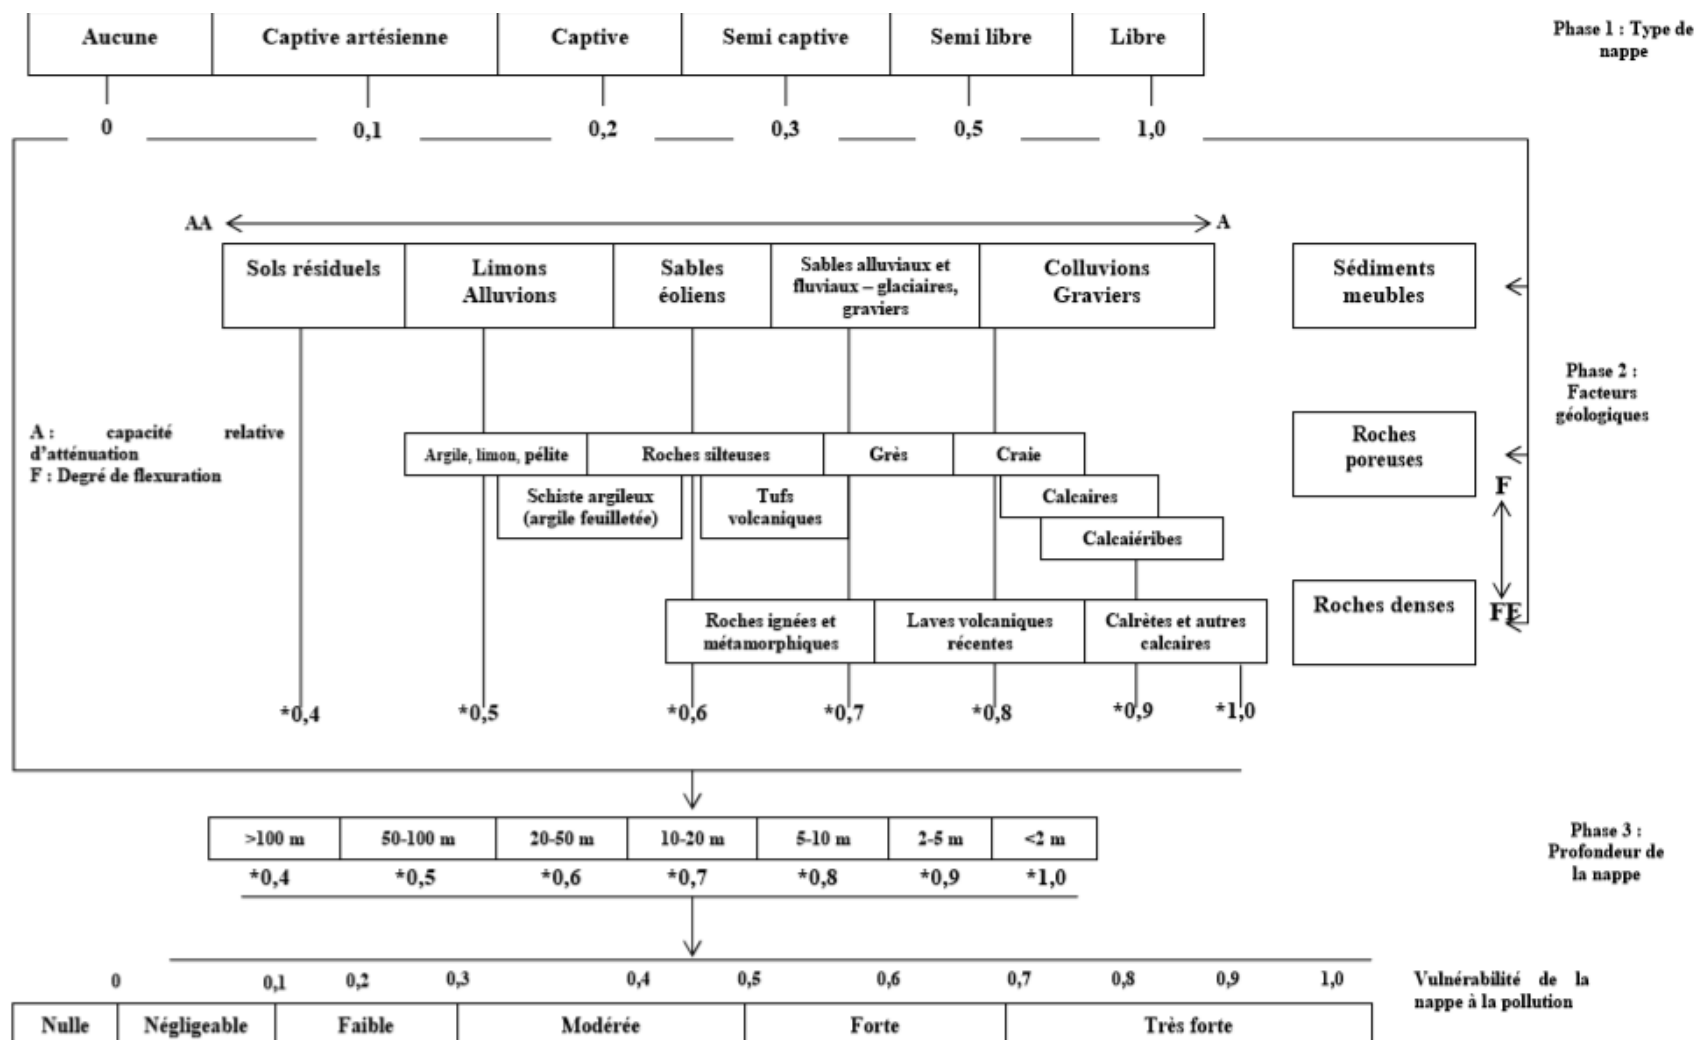 Aucune
Captive artésienne
Captive
Semi captive
Semi libre
Libre
Phase 1 : Type de
nappe
0
0,1
0,2
0,3
0,5
1,0
AA
A
Sols résiduels
Limons
Alluvions
Sables
éoliens
Sables alluviaux et
fluviaux – glaciaires,
graviers
Colluvions
Graviers
Sédiments
meubles
Phase 2 :
Facteurs
géologiques
A : capacité relative
d’atténuation
F : Degré de flexuration
Argile, limon, pélite
Roches silteuses
Grès
Craie
Roches
poreuses
Schiste argileux
(argile feuilletée)
Tufs
volcaniques
Calcaires
Calcaiéribes
F
FE
Roches ignées et
métamorphiques
Laves volcaniques
récentes
Calrètes et autres
calcaires
Roches denses
*0,4
*0,5
*0,6
*0,7
*0,8
*0,9
*1,0
>100 m
50-100 m
20-50 m
10-20 m
5-10 m
2-5 m
<2 m
Phase 3 :
Profondeur de
la nappe
*0,4
*0,5
*0,6
*0,7
*0,8
*0,9
*1,0
0
0,1
0,2
0,3
0,4
0,5
0,6
0,7
0,8
0,9
1,0
Vulnérabilité de la
nappe à la pollution
Nulle
Négligeable
Faible
Modérée
Forte
Très forte